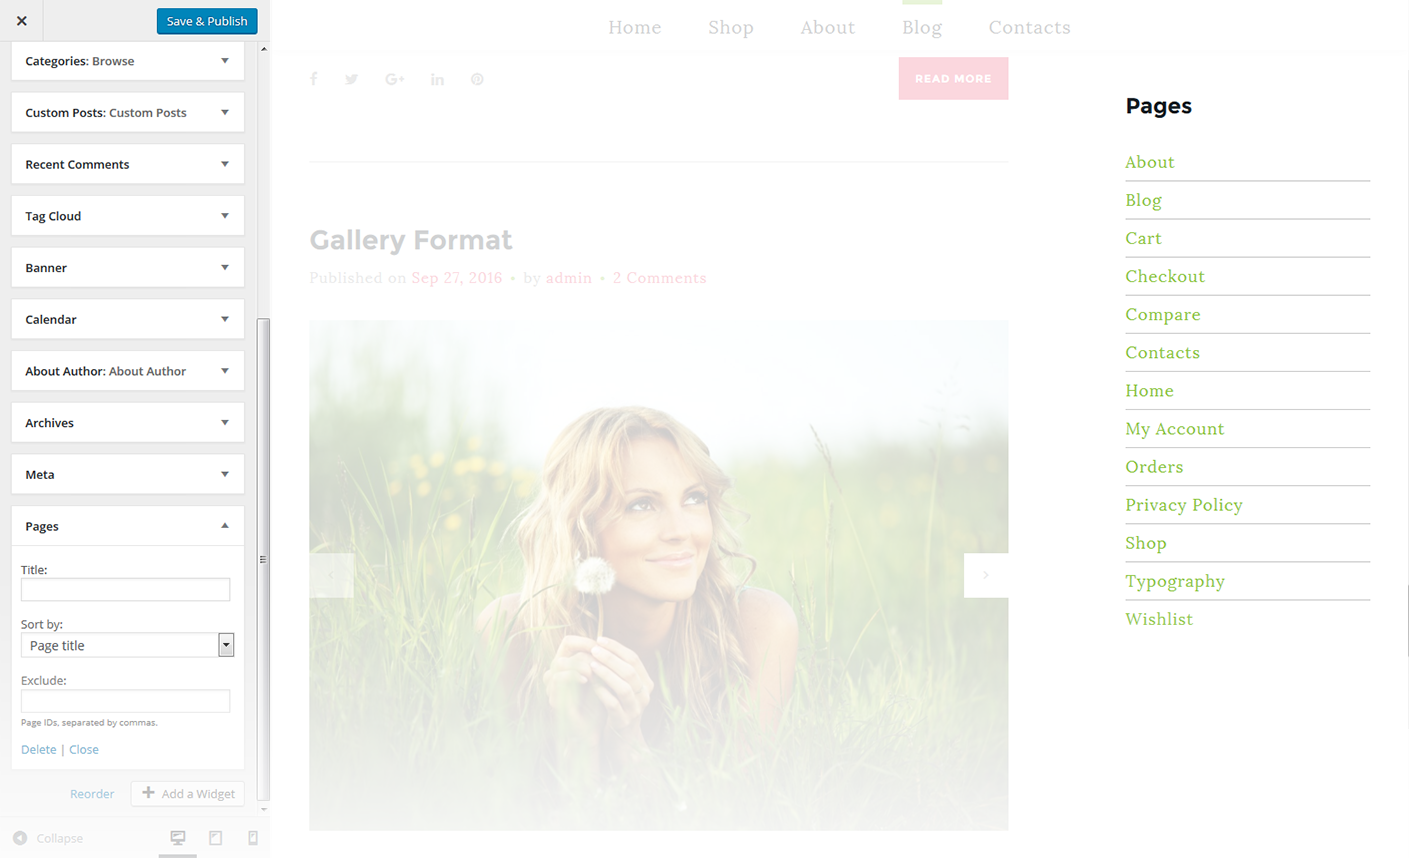 Save & Publish
Categories: Browse
Custom Posts: Custom Posts
Recent Comments
Tag Cloud
Banner
Calendar
About Author: About Author
Archives
Meta
Pages
Title:
Sort by:
Page title
Exclude:
Page IDs, separated by commas.
Delete | Close
Reorder
Add a Widget
Collapse
Home Shop About Blog Contacts
READ MORE
Gallery Format
Published on Sep 27, 2016 • by admin • 2 Comments
Pages
About
Blog
Cart
Checkout
Compare
Contacts
Home
My Account
Orders
Privacy Policy
Shop
Typography
Wishlist